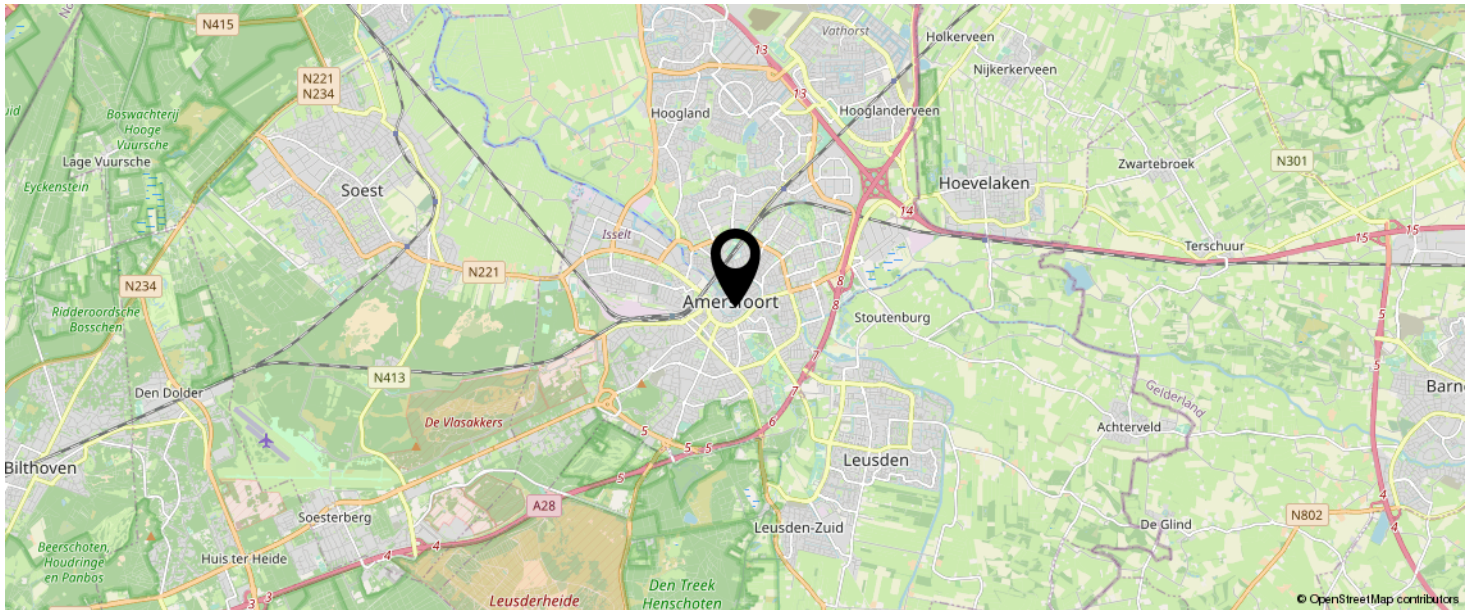 N415
Vathorst
Holkerveen
13
Nijkerkerveen
N221
N234
13
Boswachterij
Hooge
Vuursche
Hoogland
Hooglanderveen
Lage Vuursche
Zwartebroek
N301
Eyckenstein
Soest
Hoevelaken
14
Isselt
15
15
Terschuur
N221
N234
8
Amersfoort
8
Ridderoordsche
Bosschen
Stoutenburg
5
7
N413
7
Den Dolder
Gelderland
Barn
De Vlasakkers
6
5
5
5
Achterveld
Bilthoven
Leusden
5
A28
4
Soesterberg
Leusden-Zuid
De Glind
N802
4
Beerschoten,
Houdringe
en Panbos
4
4
Huis ter Heide
Den Treek
Henschoten
3
3
Leusderheide
© OpenStreetMap contributors